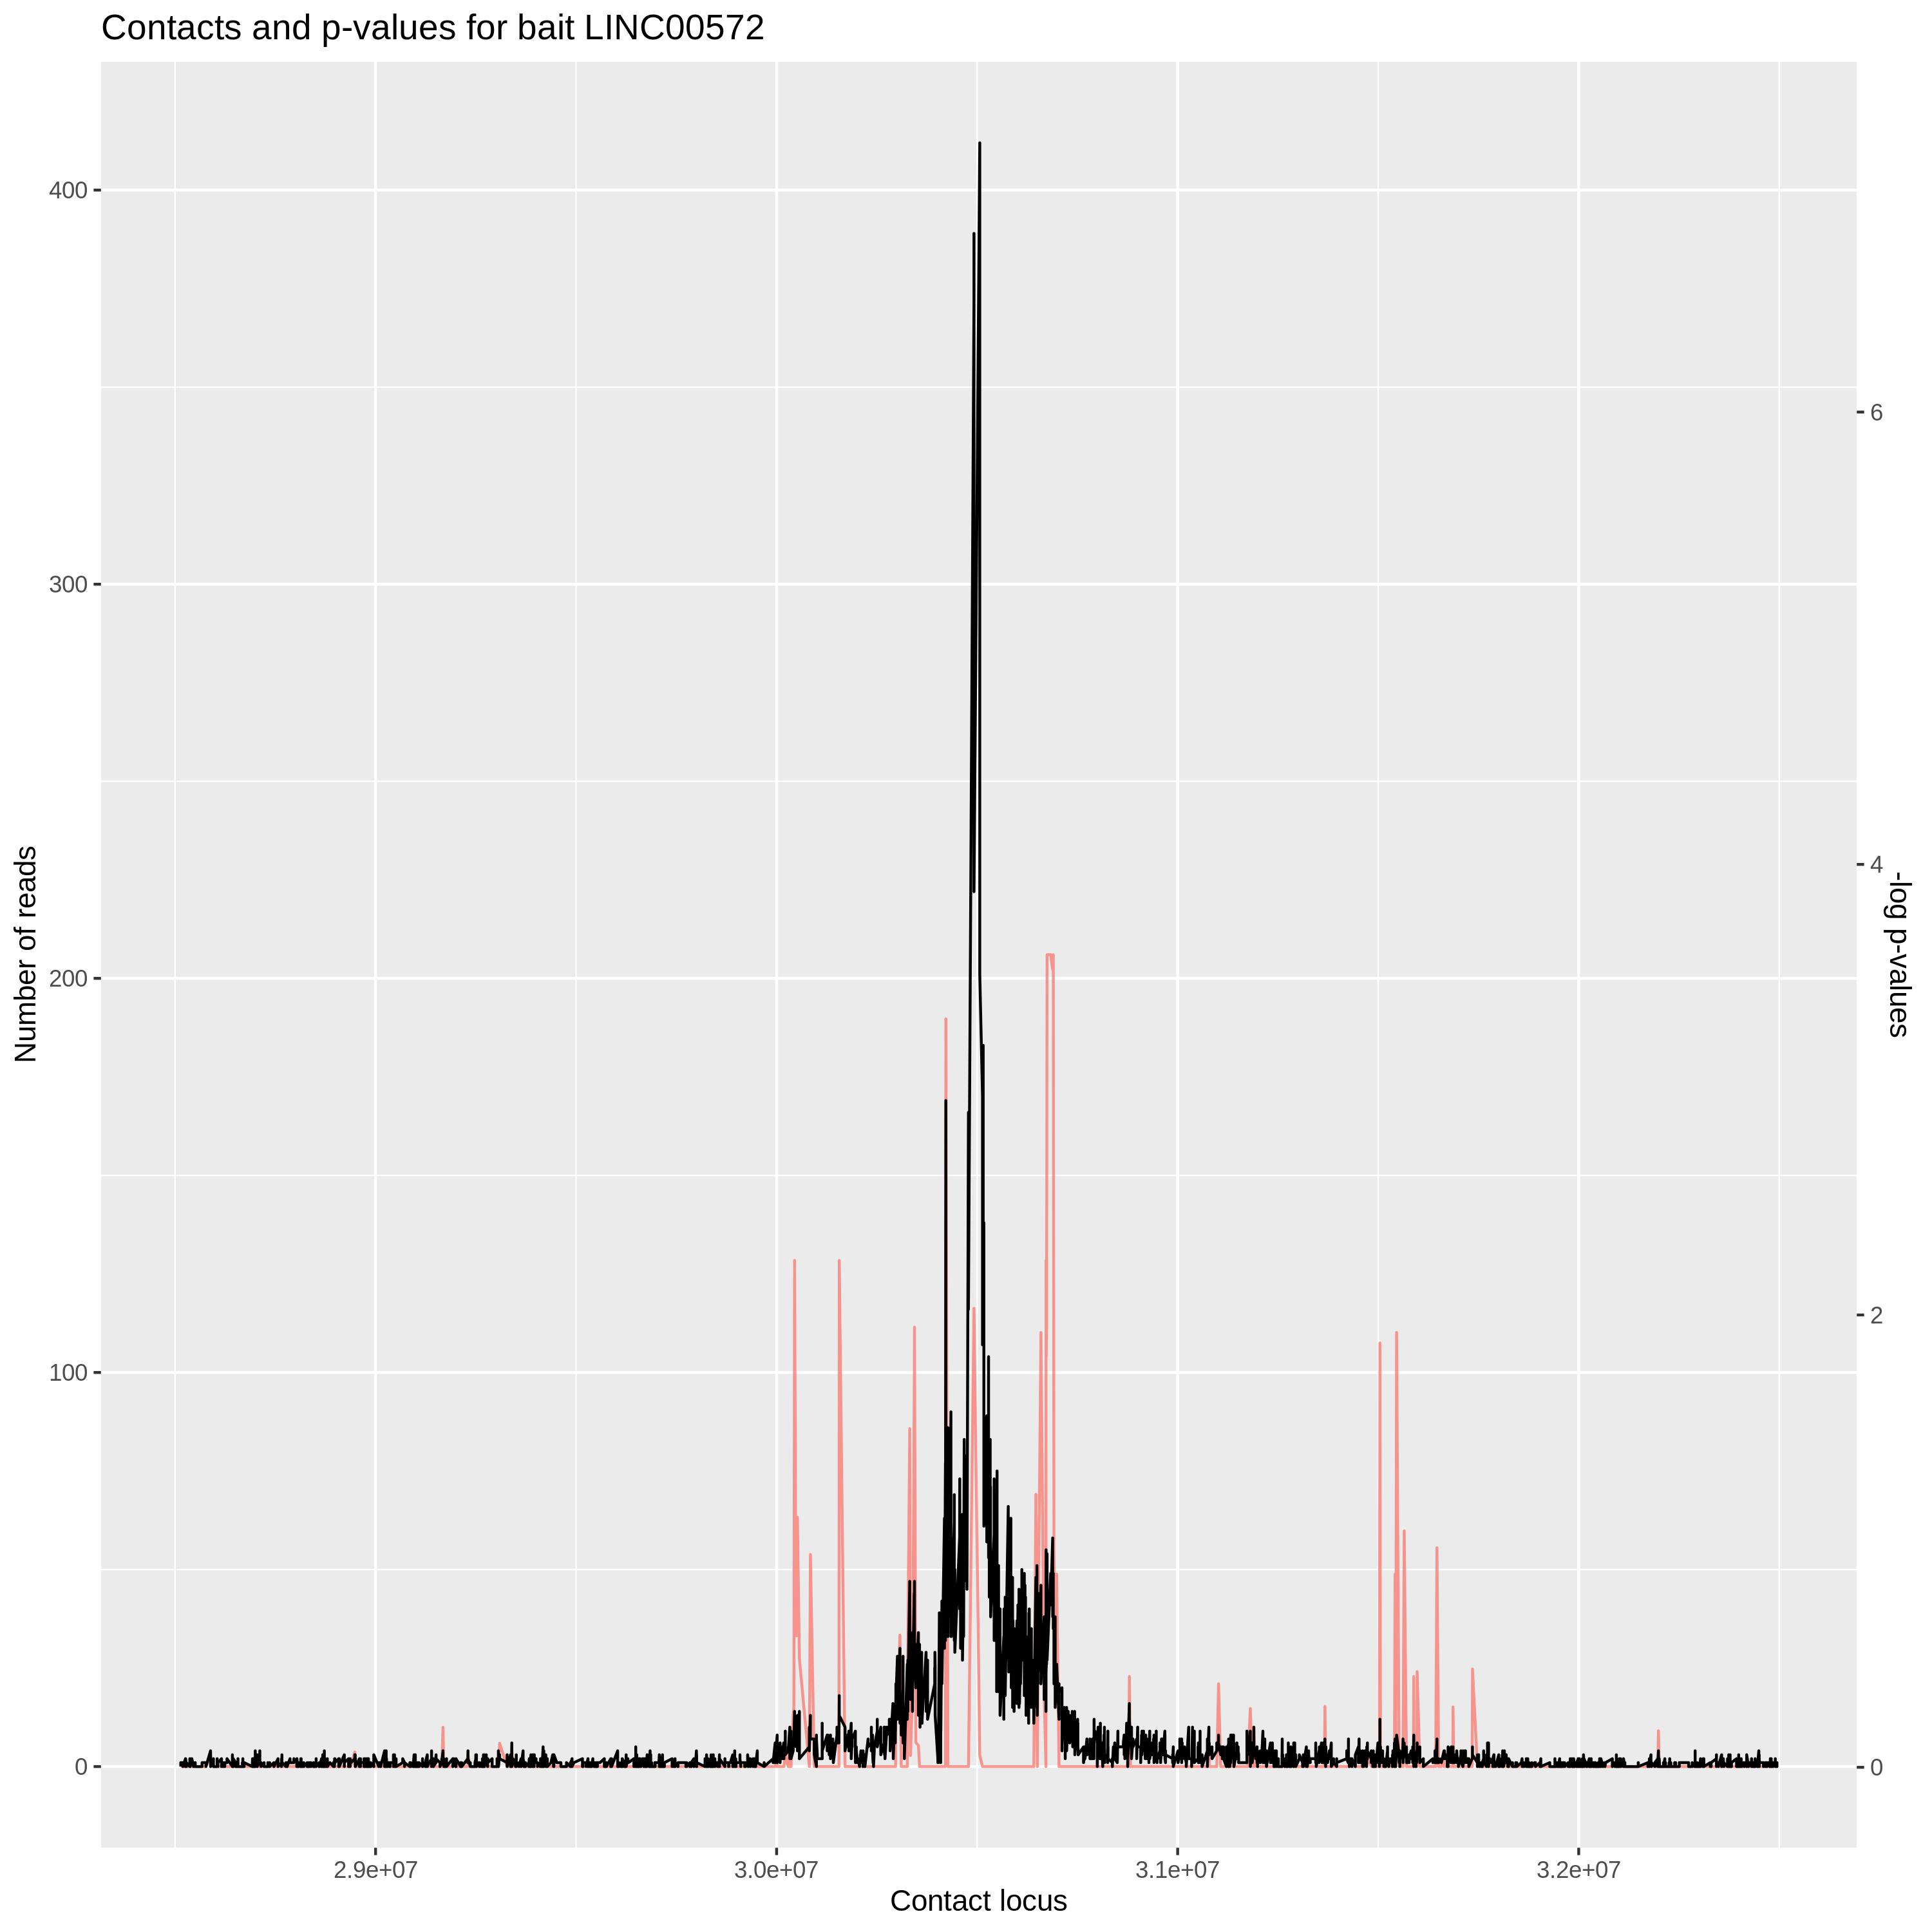 Contacts and p-values for bait LINC00572
Number of reads
400
300
200
100
0
6
4
2
0
-log p-values
2.9e+07 3.0e+07 3.1e+07 3.2e+07
Contact locus